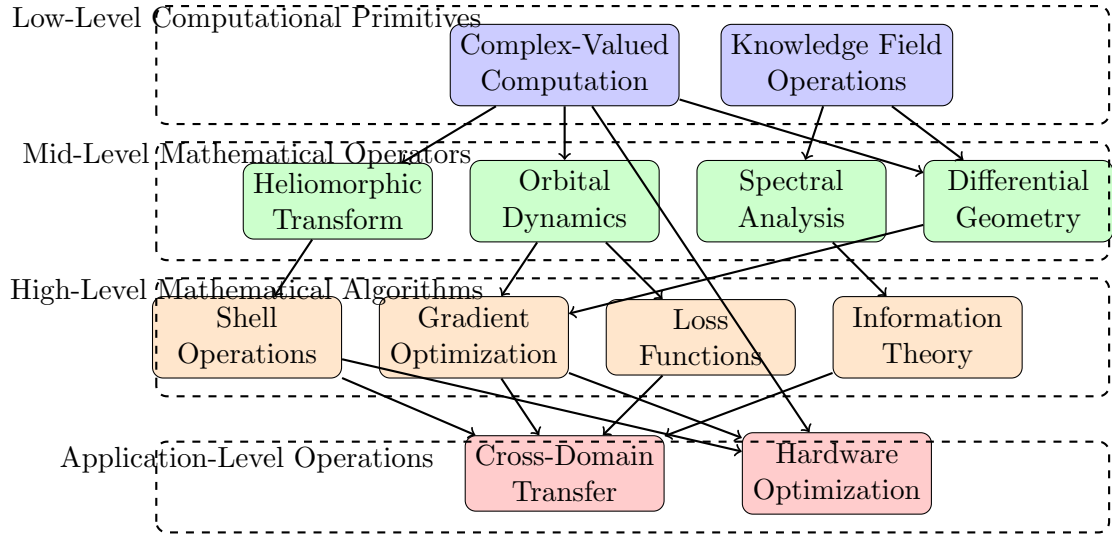 Low-Level Computational Primitives
Complex-Valued
Computation
Knowledge Field
Operations
Mid-Level Mathematical Operators
Heliomorphic
Transform
Orbital
Dynamics
Spectral
Analysis
Differential
Geometry
High-Level Mathematical Algorithms
Shell
Operations
Gradient
Optimization
Loss
Functions
Information
Theory
Application-Level Operations
Cross-Domain
Transfer
Hardware
Optimization